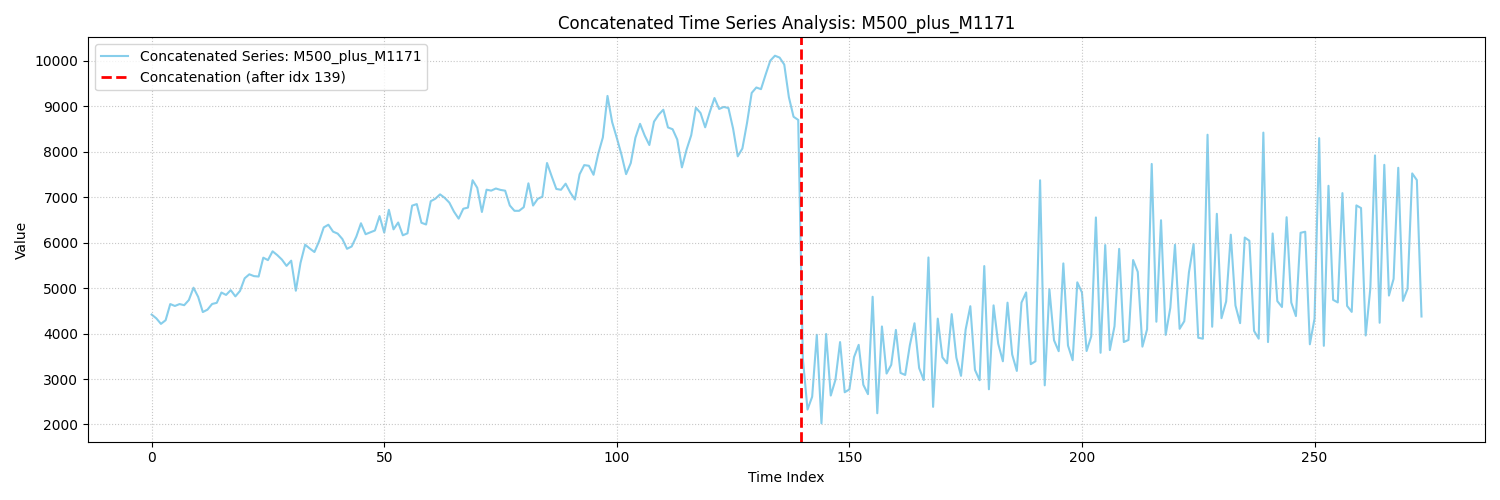 Concatenated Time Series Analysis: M500_plus_M1171
Concatenated Series: M500_plus_M1171
Concatenation (after idx 139)
Value
10000
9000
8000
7000
6000
5000
4000
3000
2000
0 50 100 150 200 250
Time Index